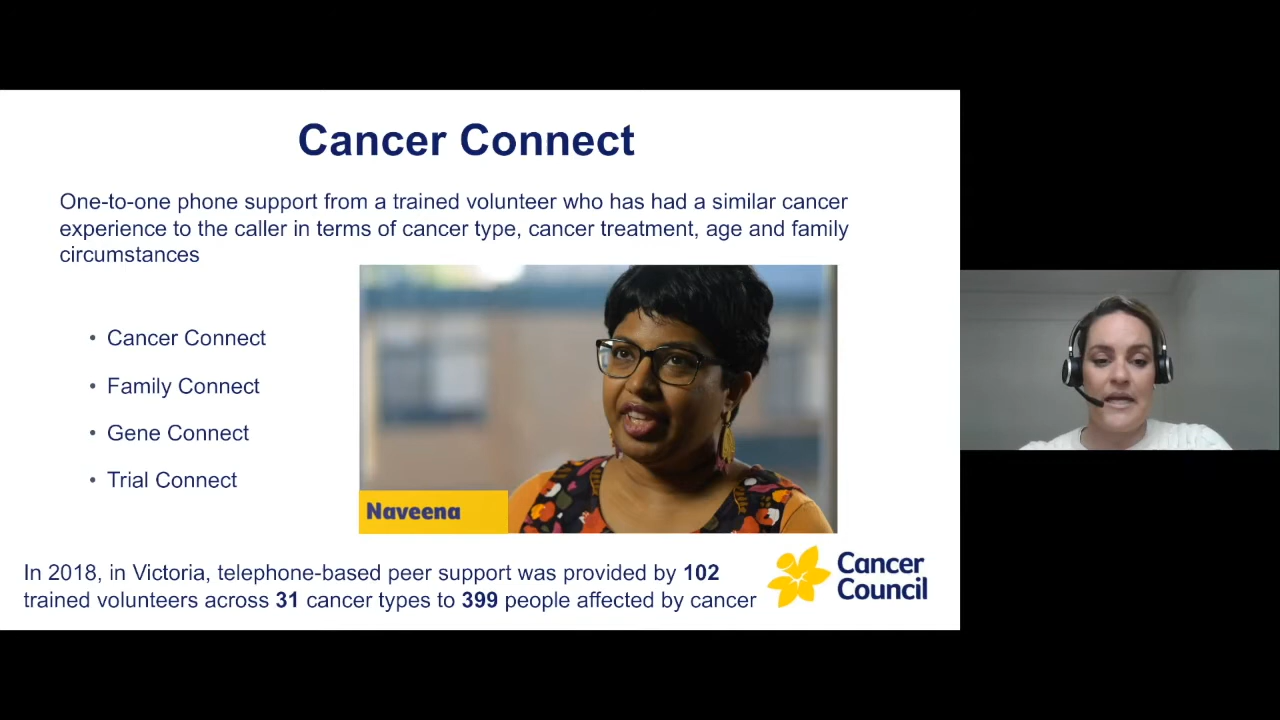 Cancer Connect
One-to-one phone support from a trained volunteer who has had a similar cancer
experience to the caller in terms of cancer type, cancer treatment, age and family
circumstances
• Cancer Connect
• Family Connect
• Gene Connect
• Trial Connect
Naveena
In 2018, in Victoria, telephone-based peer support was provided by 102
trained volunteers across 31 cancer types to 399 people affected by cancer
Cancer
Council